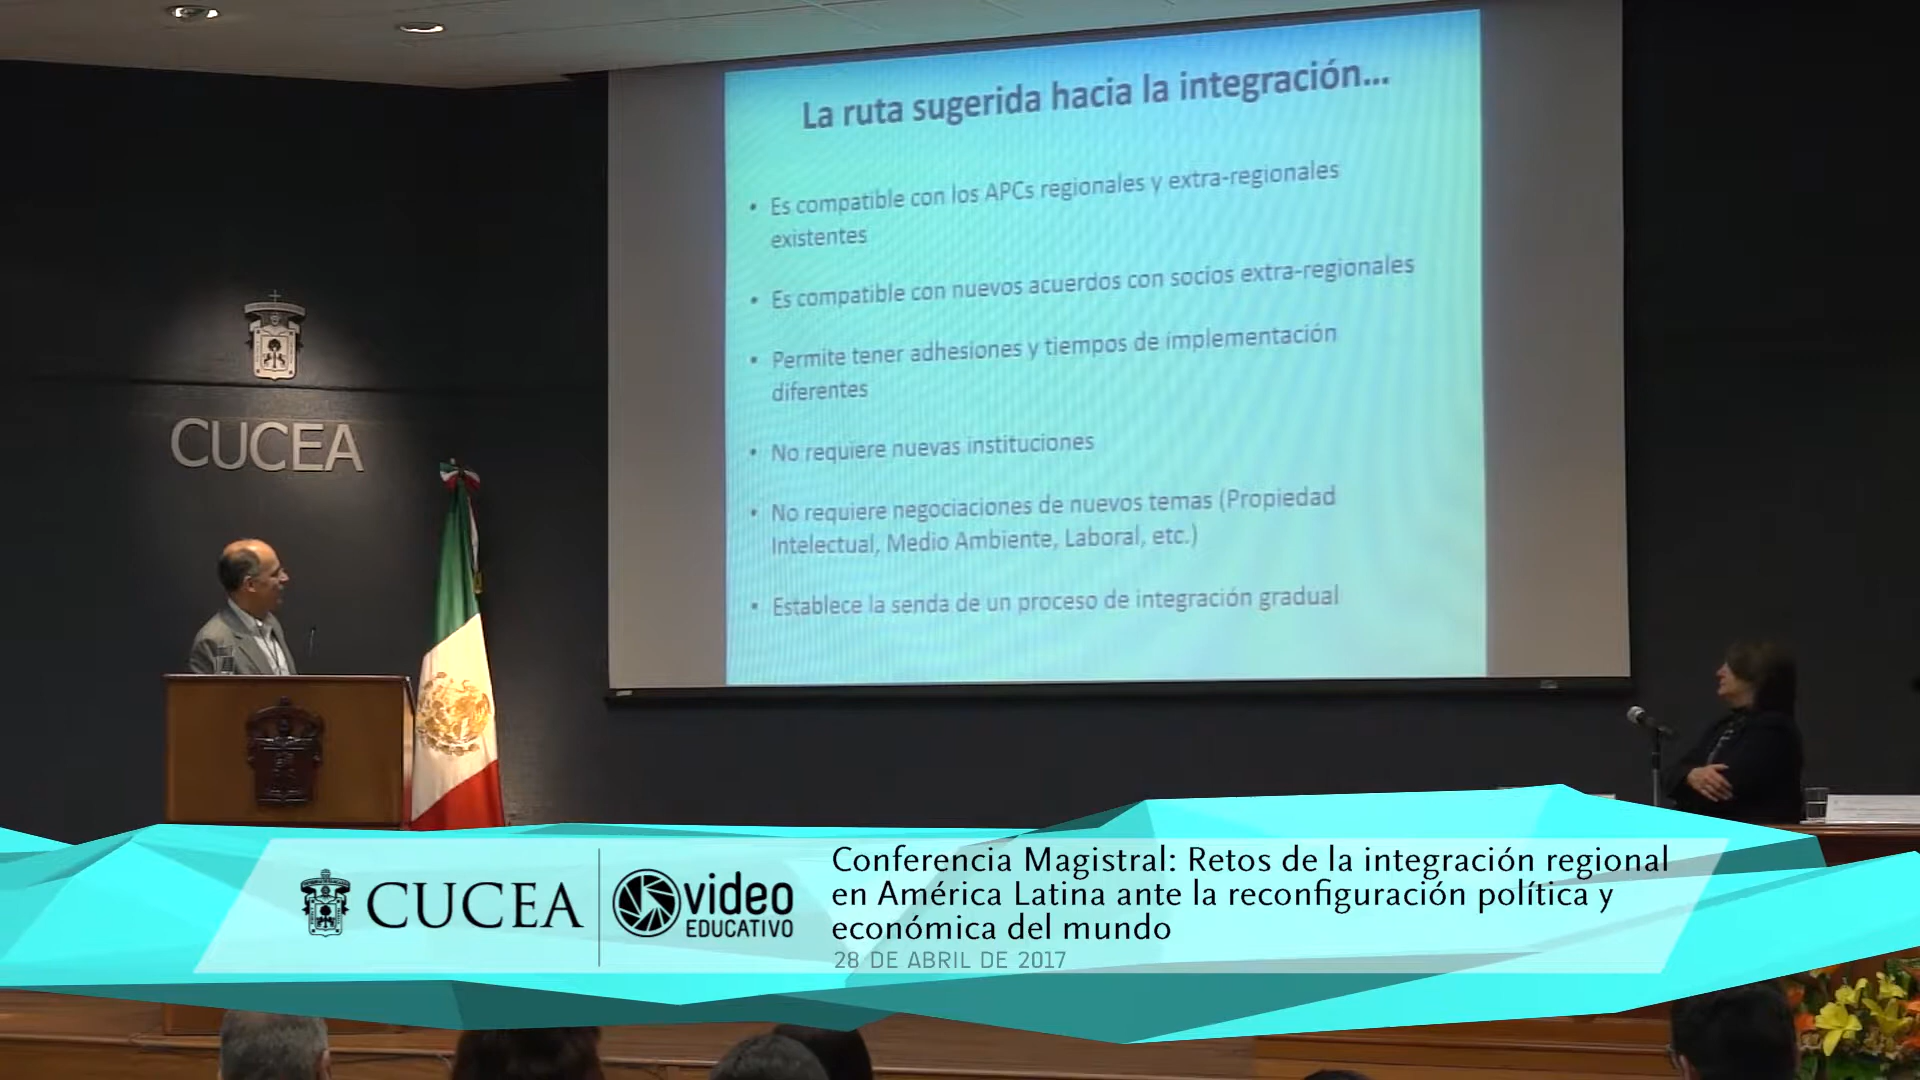 La ruta sugerida hacia la integración...
• Es compatible con los APCs regionales y extra-regionales
existentes
• Es compatible con nuevos acuerdos con socios extra-regionales
• Permite tener adhesiones y tiempos de implementación
diferentes
• No requiere nuevas instituciones
• No requiere negociaciones de nuevos temas (Propiedad
Intelectual, Medio Ambiente, Laboral, etc.)
• Establece la senda de un proceso de integración gradual
CUCEA
CUCEA
video
EDUCATIVO
Conferencia Magistral: Retos de la integración regional
en América Latina ante la reconfiguración política y
económica del mundo
28 DE ABRIL DE 2017